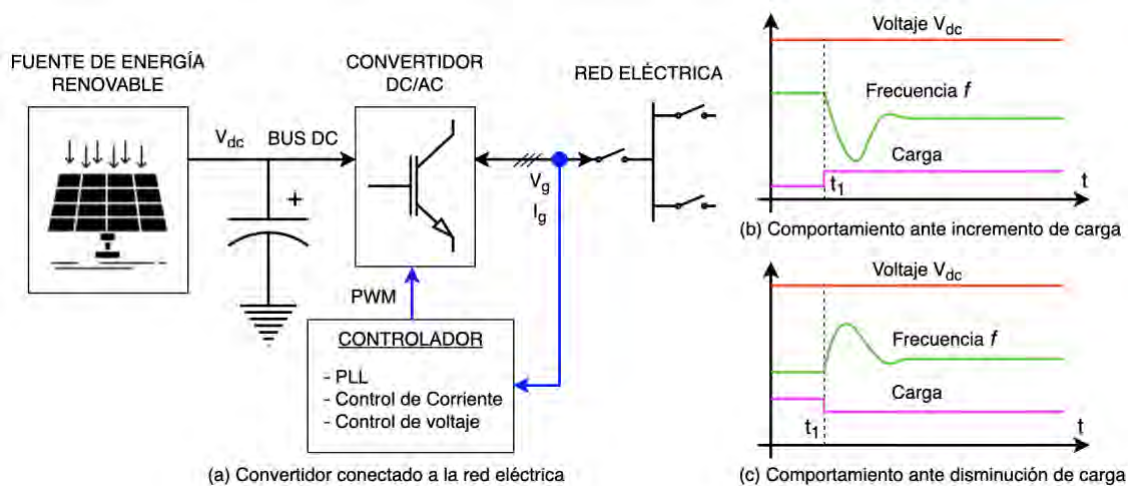 FUENTE DE ENERGÍA
RENOVABLE
Vdc
BUS DC
+
CONVERTIDOR
DC/AC
Vg
Ig
RED ELÉCTRICA
PWM
CONTROLADOR
- PLL
- Control de Corriente
- Control de voltaje
(a) Convertidor conectado a la red eléctrica
Voltaje Vdc
Frecuencia f
Carga
t1
t
(b) Comportamiento ante incremento de carga
Voltaje Vdc
Frecuencia f
Carga
t1
t
(c) Comportamiento ante disminución de carga